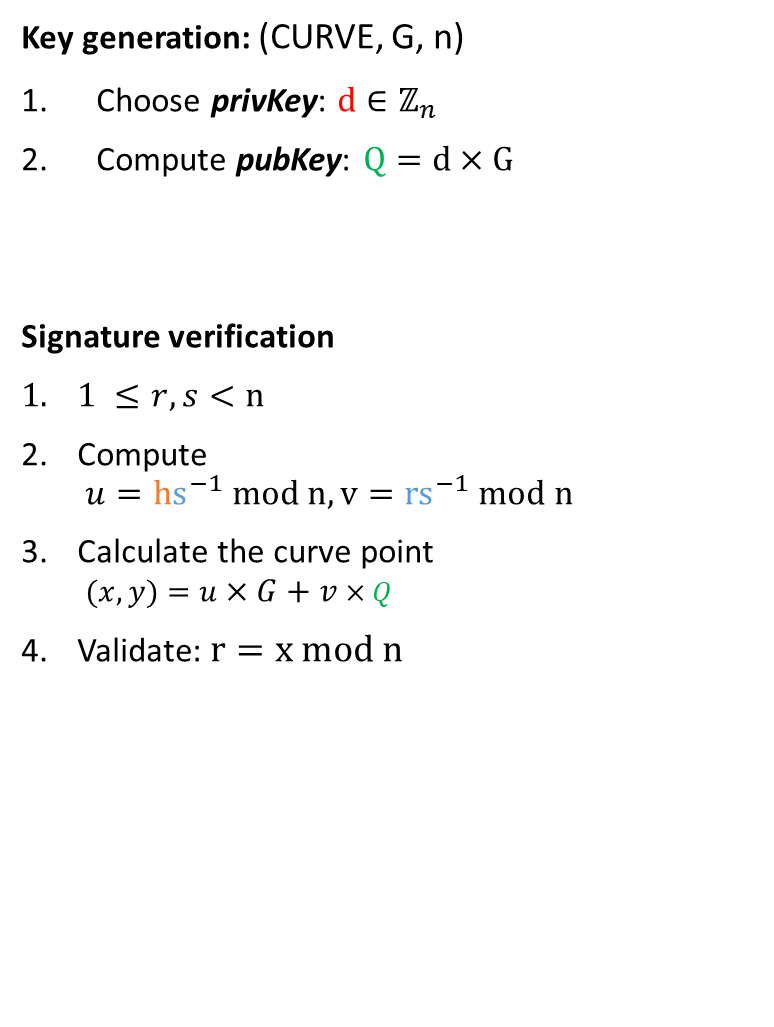 Key generation: (CURVE, G, n)
1. Choose privKey: d ∈ ℤₙ
2. Compute pubKey: Q = d × G
Signature verification
1. 1 ≤ r, s < n
2. Compute
u = hs⁻¹ mod n, v = rs⁻¹ mod n
3. Calculate the curve point
(x, y) = u × G + v × Q
4. Validate: r = x mod n